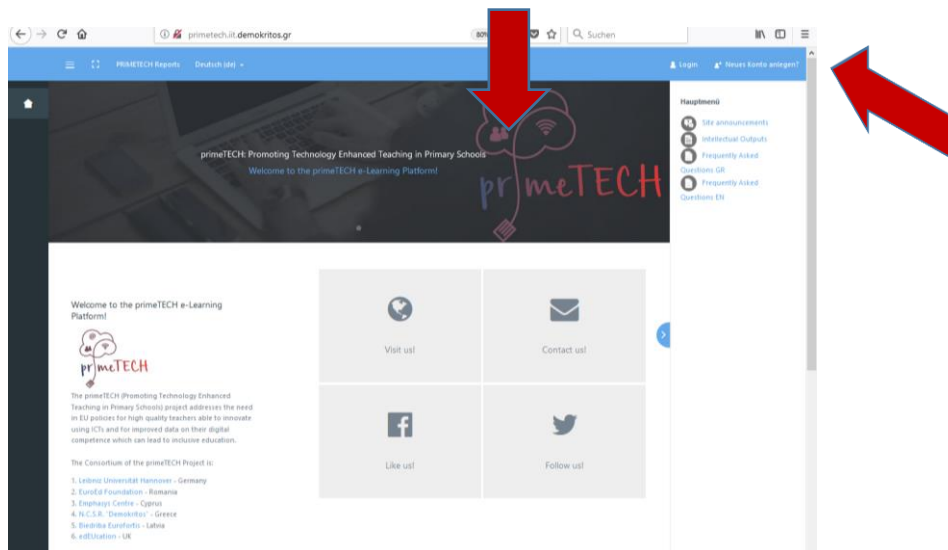 primetech.iit.demokritos.gr
80%
Suchen
PRIMETECH Reports
Deutsch (de)
Login
Neues Konto anlegen?
primeTECH: Promoting Technology Enhanced Teaching in Primary Schools
Welcome to the primeTECH e-Learning Platform!
prımeTECH
Hauptmenü
Site announcements
Intellectual Outputs
Frequently Asked
Questions GR
Frequently Asked
Questions EN
Welcome to the primeTECH e-Learning
Platform!
prımeTECH
The primeTECH (Promoting Technology Enhanced
Teaching in Primary Schools) project addresses the need
in EU policies for high quality teachers able to innovate
using ICTs and for improved data on their digital
competence which can lead to inclusive education.
The Consortium of the primeTECH Project is:
1. Leibniz Universität Hannover - Germany
2. EuroEd Foundation - Romania
3. Emphasys Centre - Cyprus
4. N.C.S.R. "Demokritos" - Greece
5. Biedriba Eurofortis - Latvia
6. edEUcation - UK
Visit us!
Contact us!
Like us!
Follow us!